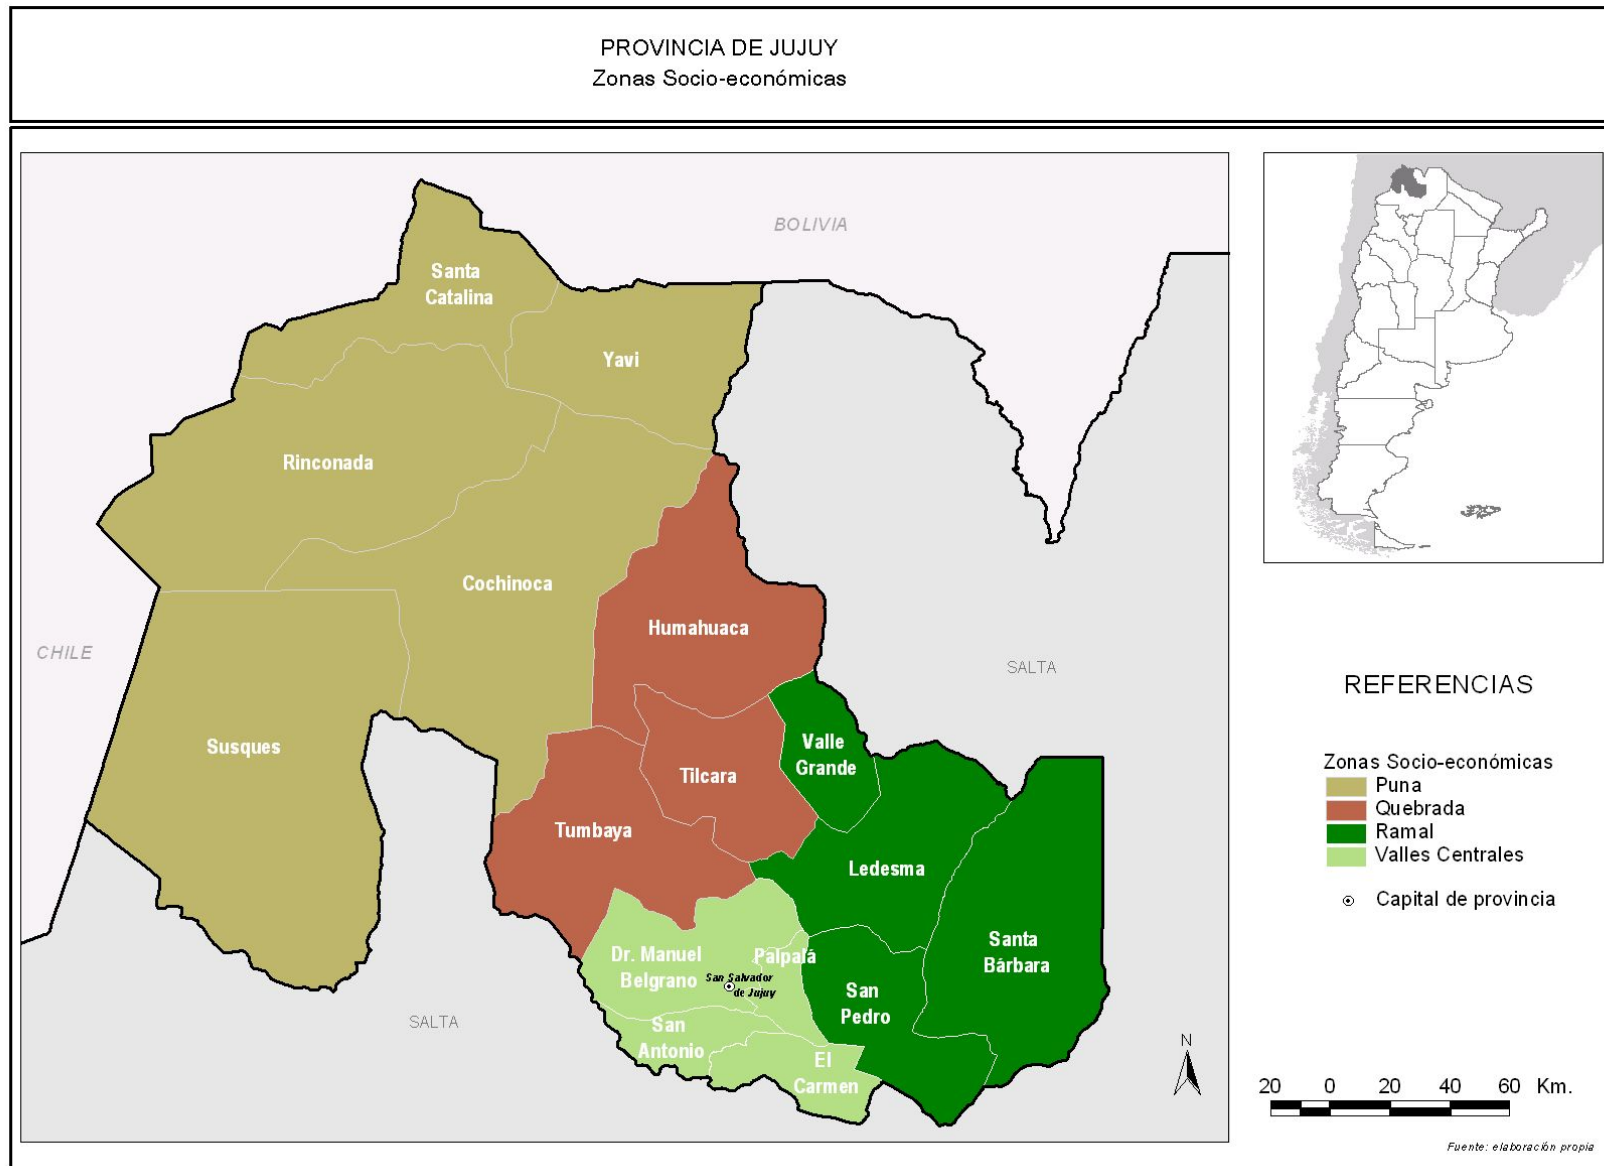 PROVINCIA DE JUJUY
Zonas Socio-económicas
BOLIVIA
Santa
Catalina
Yavi
Rinconada
Cochinoca
Humahuaca
CHILE
SALTA
Susques
Valle
Grande
Tilcara
Tumbaya
Ledesma
Santa
Bárbara
Dr. Manuel
Belgrano
Palpalá
San Salvador
de Jujuy
San
Pedro
San
Antonio
El
Carmen
SALTA
N
REFERENCIAS
Zonas Socio-económicas
Puna
Quebrada
Ramal
Valles Centrales
Capital de provincia
20 0 20 40 60 Km.
Fuente: elaboración propia